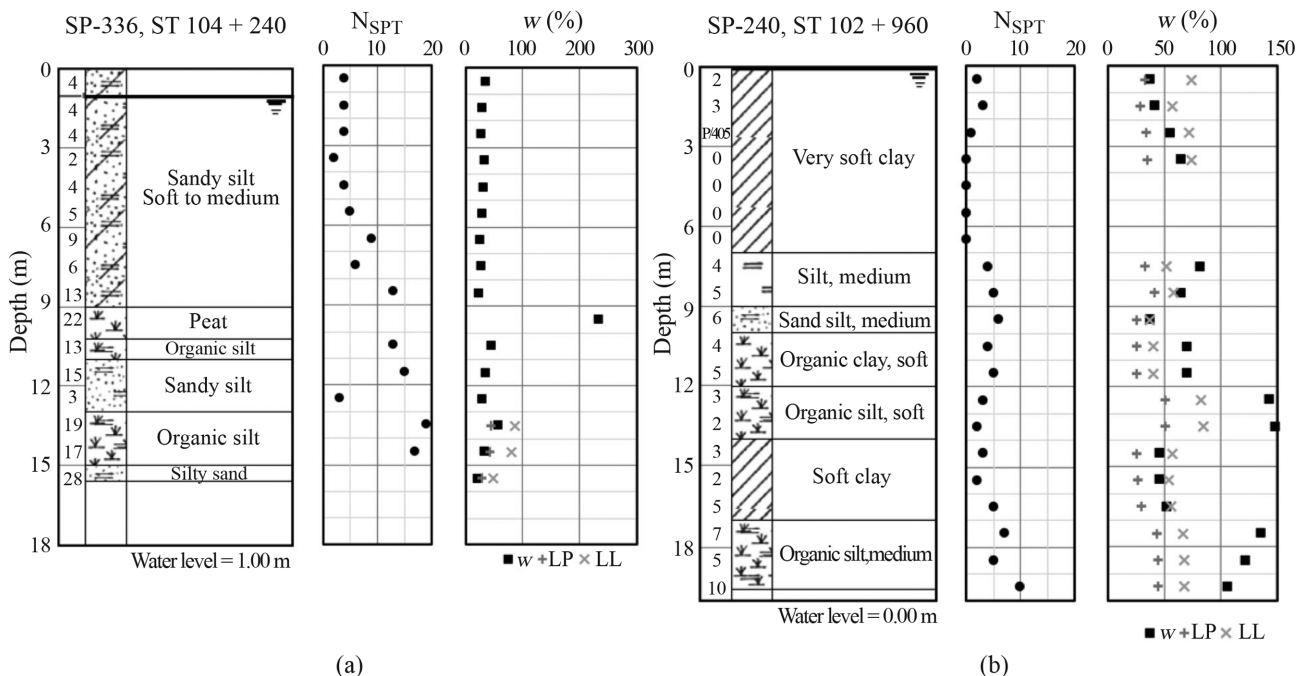 SP-336, ST 104 + 240
N_SPT
w (%)
0
20
0
100
200
300
0
3
6
9
12
15
18
Depth (m)
4
4
4
2
4
5
9
6
13
22
13
15
3
19
17
28
Sandy silt
Soft to medium
Peat
Organic silt
Sandy silt
Organic silt
Silty sand
0
10
20
Water level = 1.00 m
w LP LL
(a)
SP-240, ST 102 + 960
N_SPT
w (%)
0
10
20
0
50
100
150
0
3
6
9
12
15
18
Depth (m)
2
3
P/405
0
0
0
0
4
5
6
4
5
3
2
3
2
5
7
5
10
Very soft clay
Silt, medium
Sand silt, medium
Organic clay, soft
Organic silt, soft
Soft clay
Organic silt,medium
Water level = 0.00 m
w LP LL
(b)